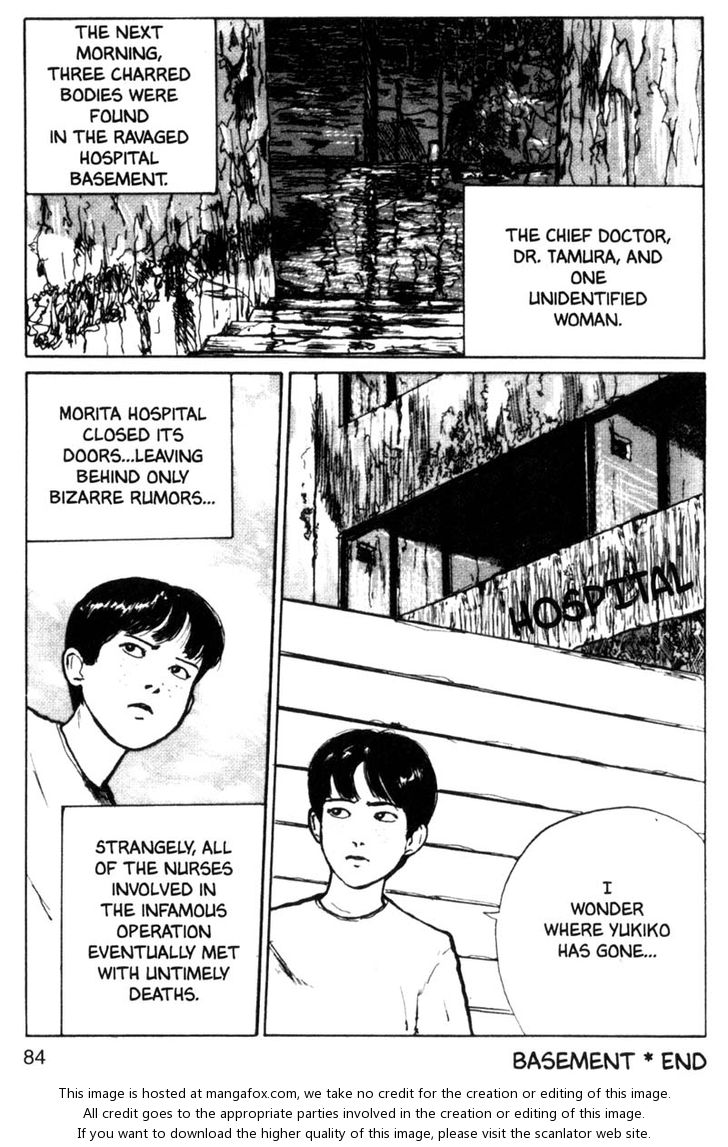 THE NEXT
MORNING,
THREE CHARRED
BODIES WERE
FOUND
IN THE RAVAGED
HOSPITAL
BASEMENT.
THE CHIEF DOCTOR,
DR. TAMURA, AND
ONE
UNIDENTIFIED
WOMAN.
MORITA HOSPITAL
CLOSED ITS
DOORS...LEAVING
BEHIND ONLY
BIZARRE RUMORS...
HOSPITAL
STRANGELY, ALL
OF THE NURSES
INVOLVED IN
THE INFAMOUS
OPERATION
EVENTUALLY MET
WITH UNTIMELY
DEATHS.
I
WONDER
WHERE YUKIKO
HAS GONE...
84
BASEMENT * END
This image is hosted at mangafox.com, we take no credit for the creation or editing of this image.
All credit goes to the appropriate parties involved in the creation or editing of this image.
If you want to download the higher quality of this image, please visit the scanlator web site.